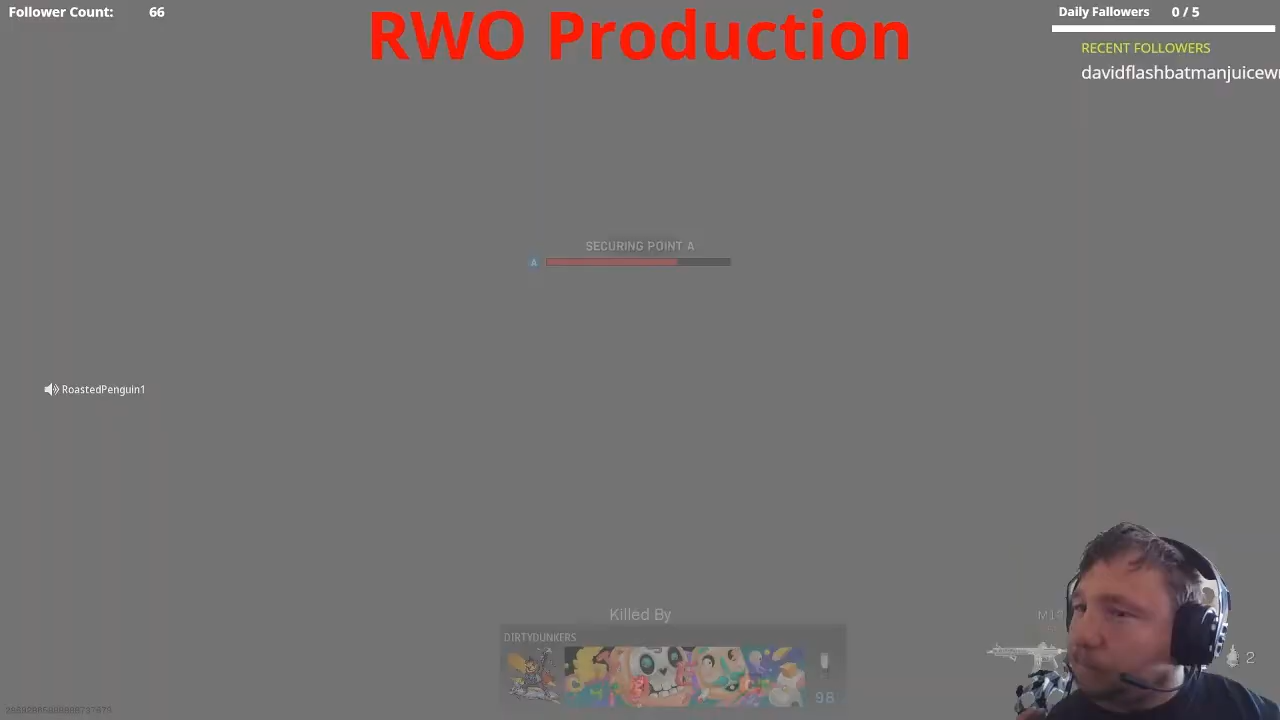 Follower Count: 66
RWO Production
Daily Fallowers 0 / 5
RECENT FOLLOWERS
davidflashbatmanjuicew
SECURING POINT A
A
RoastedPenguin1
Killed By
DIRTYDUNKERS
98
2